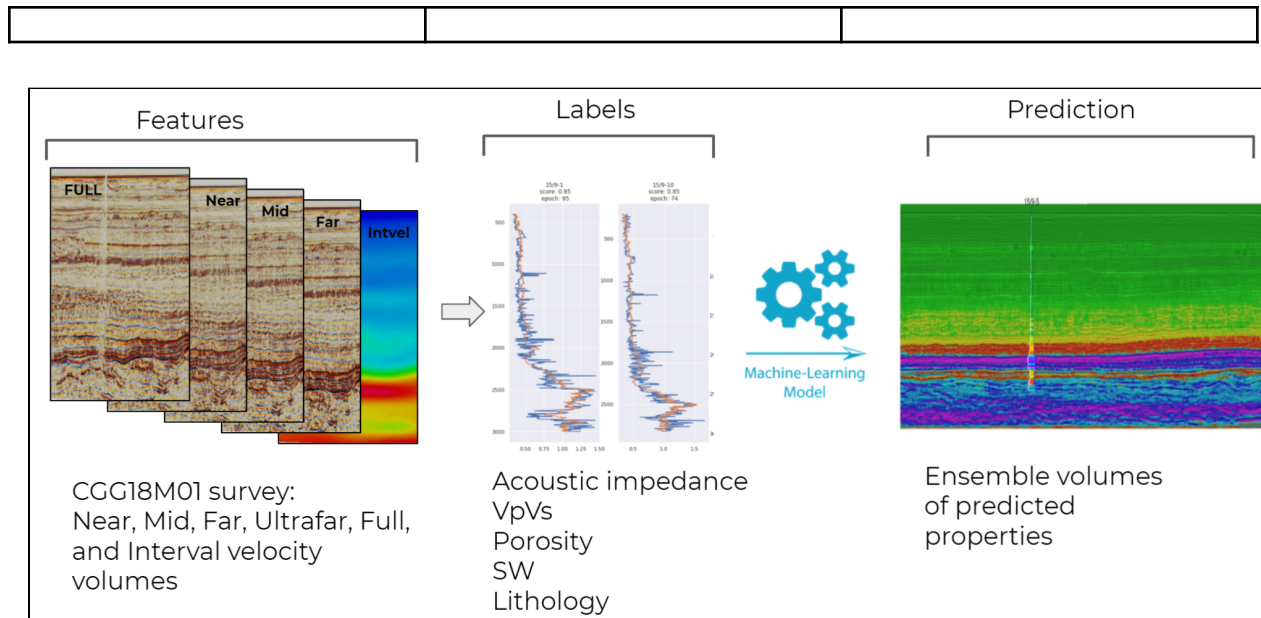 Features
Labels
Prediction
FULL
Near
Mid
Far
Intvel
15/9-1
score: 0.85
epoch: 95
15/9-10
score: 0.85
epoch: 74
500
1000
1500
2000
2500
3000
0.50 0.75 1.00 1.25 1.50
500
1500
2000
2500
0.5 1.0 1.5
Machine-Learning
Model
CGG18M01 survey:
Near, Mid, Far, Ultrafar, Full,
and Interval velocity
volumes
Acoustic impedance
VpVs
Porosity
SW
Lithology
Ensemble volumes
of predicted
properties